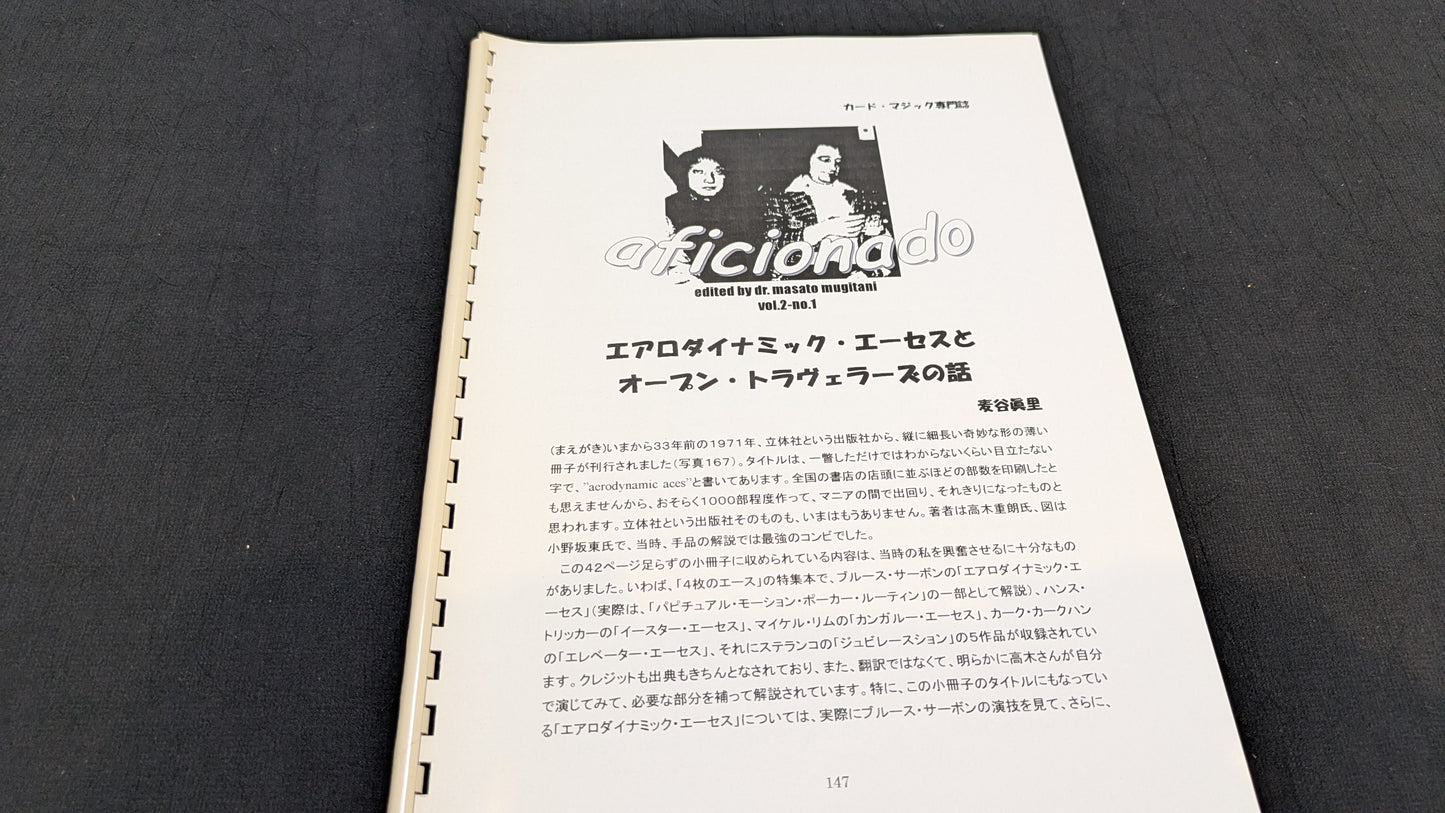 カード・マジック専門誌
aficionado
edited by dr. masato mugitani
vol.2-no.1
エアロダイナミック・エーセスと
オープン・トラヴェラーズの話
麦谷眞里
(まえがき)いまから33年前の1971年、立体社という出版社から、縦に細長い奇妙な形の薄い
冊子が刊行されました(写真167)。タイトルは、一瞥しただけではわからないくらい目立たない
字で、"aerodynamic aces"と書いてあります。全国の書店の店頭に並ぶほどの部数を印刷したと
も思えませんから、おそらく1000部程度作って、マニアの間で出回り、それきりになったものと
思われます。立体社という出版社そのものも、いまはもうありません。著者は高木重朗氏、図は
小野坂東氏で、当時、手品の解説では最強のコンビでした。
この42ページ足らずの小冊子に収められている内容は、当時の私を興奮させるに十分なもの
がありました。いわば、「4枚のエース」の特集本で、ブルース・サーボンの「エアロダイナミック・エ
ーセス」(実際は、「パピチュアル・モーション・ポーカー・ルーティン」の一部として解説)、ハンス・
トリッカーの「イースター・エーセス」、マイケル・リムの「カンガルー・エーセス」、カーク・カークハン
の「エレベーター・エーセス」、それにステランコの「ジュビレースション」の5作品が収録されてい
ます。クレジットも出典もきちんとなされており、また、翻訳ではなくて、明らかに高木さんが自分
で演じてみて、必要な部分を補って解説されています。特に、この小冊子のタイトルにもなってい
る「エアロダイナミック・エーセス」については、実際にブルース・サーボンの演技を見て、さらに、
147